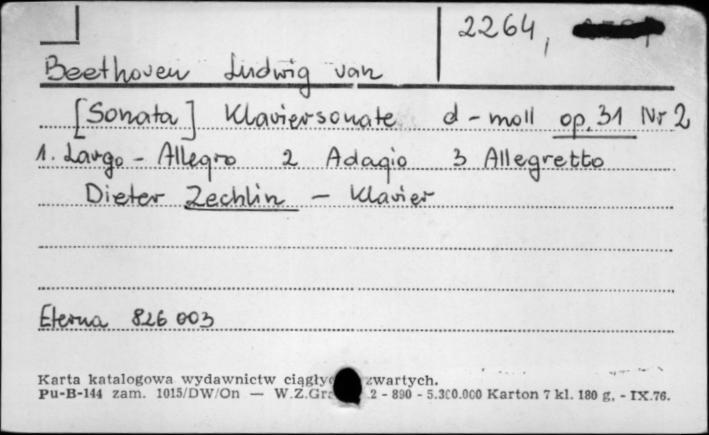 2264,
Beethoven Ludwig van
[Sonata] Klaviersonate d-moll op. 31 Nr 2
1. Largo - Allegro 2 Adagio 3 Allegretto
Dieter Zechlin - Klavier
Eterna 826 003
Karta katalogowa wydawnictw ciągłyc zwartych.
Pu-B-144 zam. 1015/DW/On — W.Z.Gra 2 - 890 - 5.300.000 Karton 7 kl. 180 g. - IX.76.